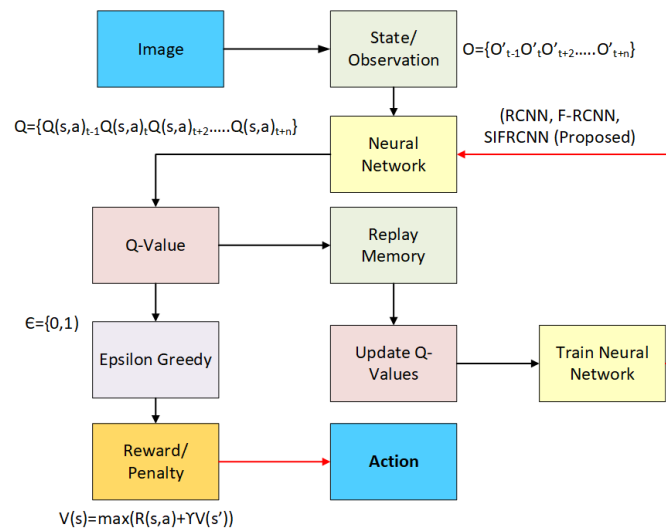 Image
State/
Observation
O={O'ₜ₋₁O'ₜO'ₜ₊₂.....O'ₜ₊ₙ}
Q={Q(s,a)ₜ₋₁Q(s,a)ₜQ(s,a)ₜ₊₂.....Q(s,a)ₜ₊ₙ}
Neural
Network
(RCNN, F-RCNN,
SIFRCNN (Proposed)
Q-Value
Replay
Memory
Є={0,1)
Epsilon Greedy
Update Q-
Values
Train Neural
Network
Reward/
Penalty
Action
V(s)=max(R(s,a)+ϒV(s’))